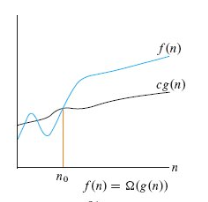 f(n)
cg(n)
n
n₀
f(n) = Ω(g(n))